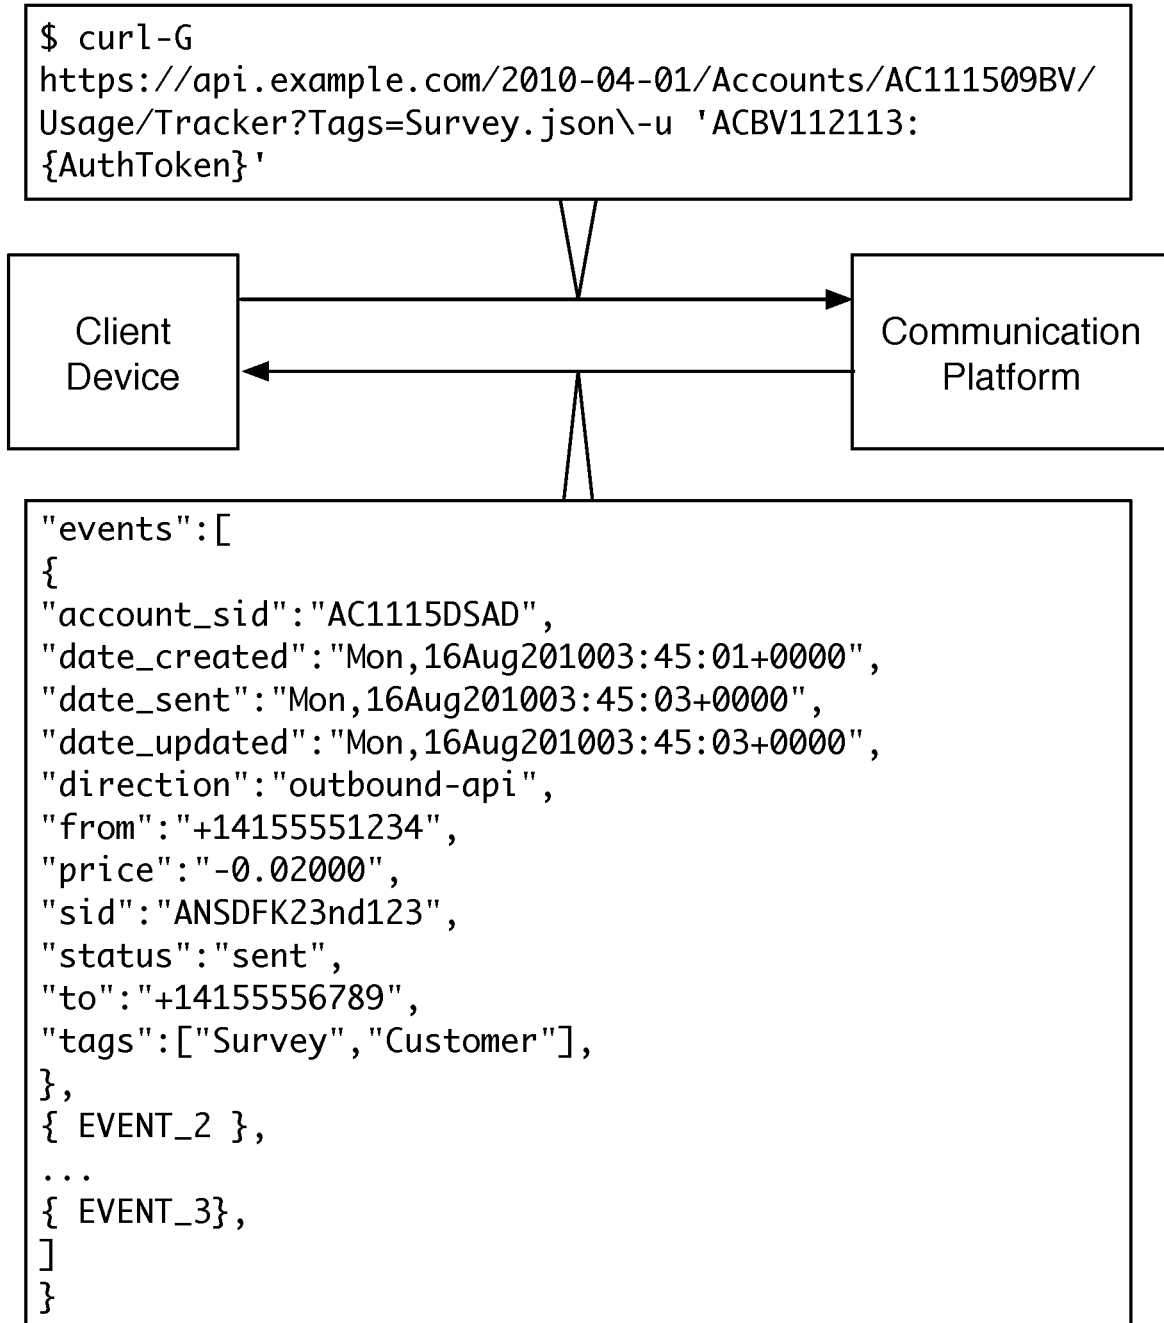 $ curl-G
https://api.example.com/2010-04-01/Accounts/AC111509BV/
Usage/Tracker?Tags=Survey.json\-u 'ACBV112113:
{AuthToken}'
Client
Device
Communication
Platform
"events":[
{
"account_sid":"AC1115DSAD",
"date_created":"Mon,16Aug201003:45:01+0000",
"date_sent":"Mon,16Aug201003:45:03+0000",
"date_updated":"Mon,16Aug201003:45:03+0000",
"direction":"outbound-api",
"from":"+14155551234",
"price":"-0.02000",
"sid":"ANSDFK23nd123",
"status":"sent",
"to":"+14155556789",
"tags":["Survey","Customer"],
},
{ EVENT_2 },
...
{ EVENT_3},
]
}